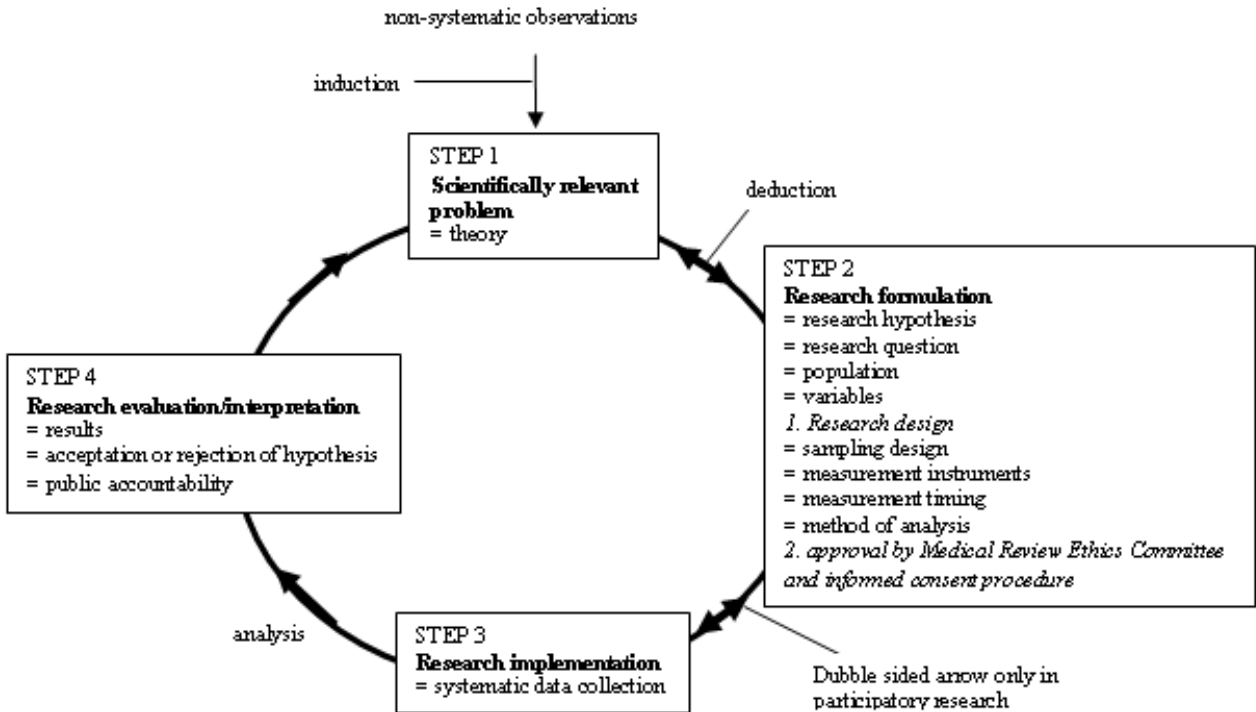 non-systematic observations
induction
STEP 1
Scientifically relevant
problem
= theory
deduction
STEP 2
Research formulation
= research hypothesis
= research question
= population
= variables
1. Research design
= sampling design
= measurement instruments
= measurement timing
= method of analysis
2. approval by Medical Review Ethics Committee
and informed consent procedure
STEP 4
Research evaluation/interpretation
= results
= acceptation or rejection of hypothesis
= public accountability
analysis
STEP 3
Research implementation
= systematic data collection
Dubble sided arrow only in
participatory research